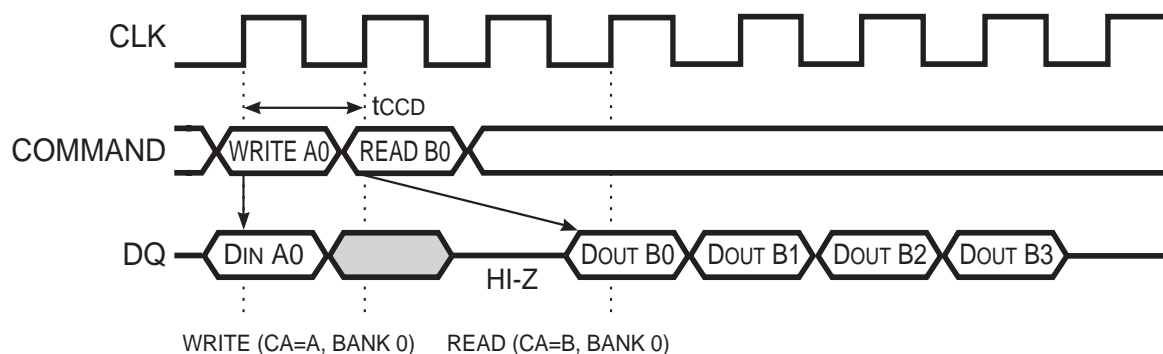 CLK
tCCD
COMMAND WRITE A0 READ B0
DQ DIN A0 DOUT B0 DOUT B1 DOUT B2 DOUT B3
HI-Z
WRITE (CA=A, BANK 0) READ (CA=B, BANK 0)